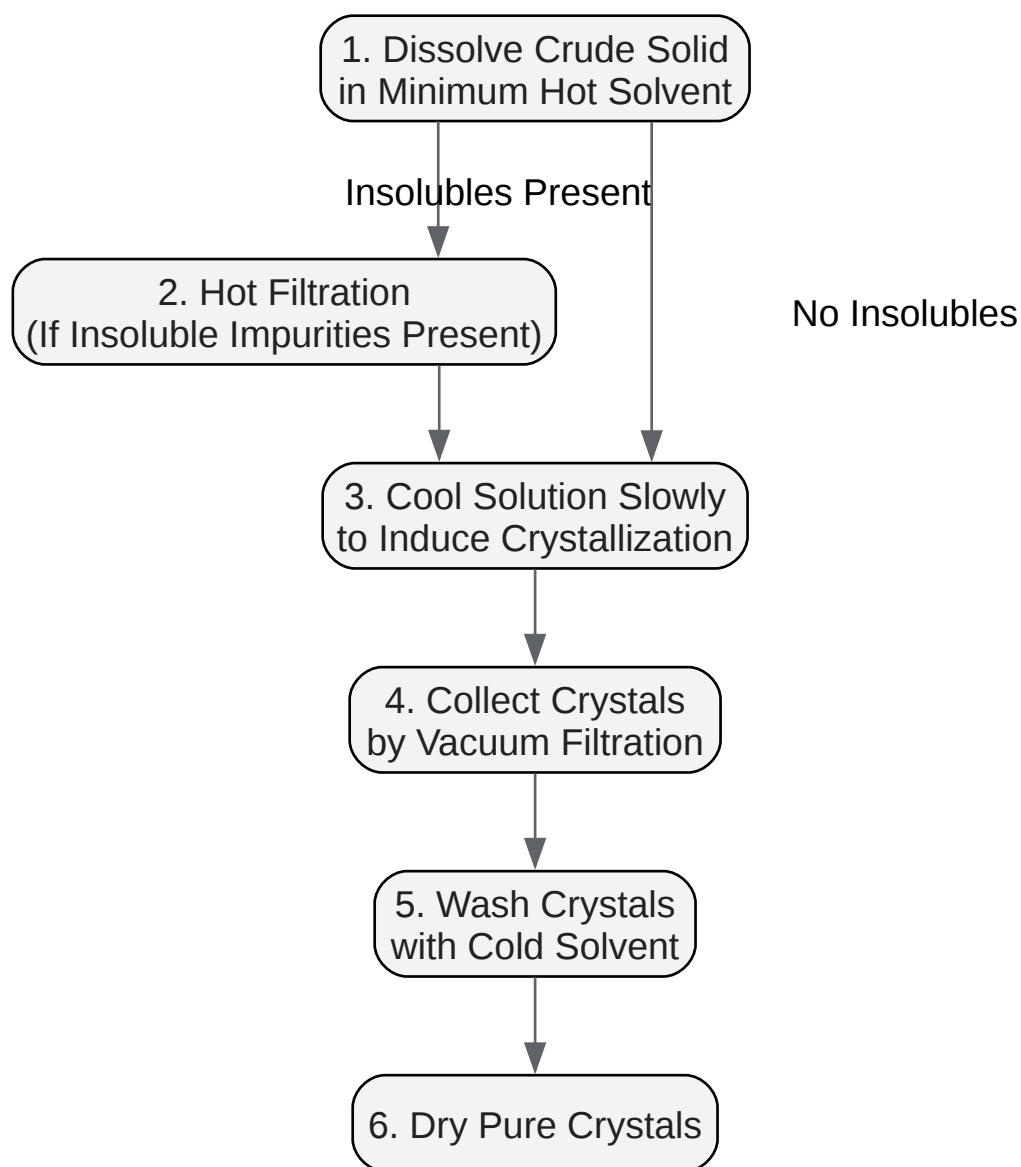 1. Dissolve Crude Solid
in Minimum Hot Solvent
Insolubles Present
2. Hot Filtration
(If Insoluble Impurities Present)
No Insolubles
3. Cool Solution Slowly
to Induce Crystallization
4. Collect Crystals
by Vacuum Filtration
5. Wash Crystals
with Cold Solvent
6. Dry Pure Crystals